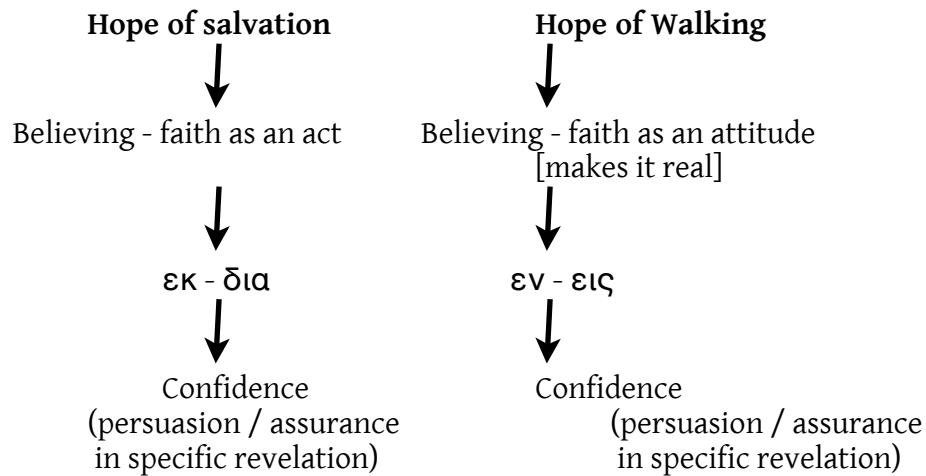 Hope of salvation
Believing - faith as an act
εκ - δια
Confidence
(persuasion / assurance
in specific revelation)
Hope of Walking
Believing - faith as an attitude
[makes it real]
εν - εις
Confidence
(persuasion / assurance
in specific revelation)